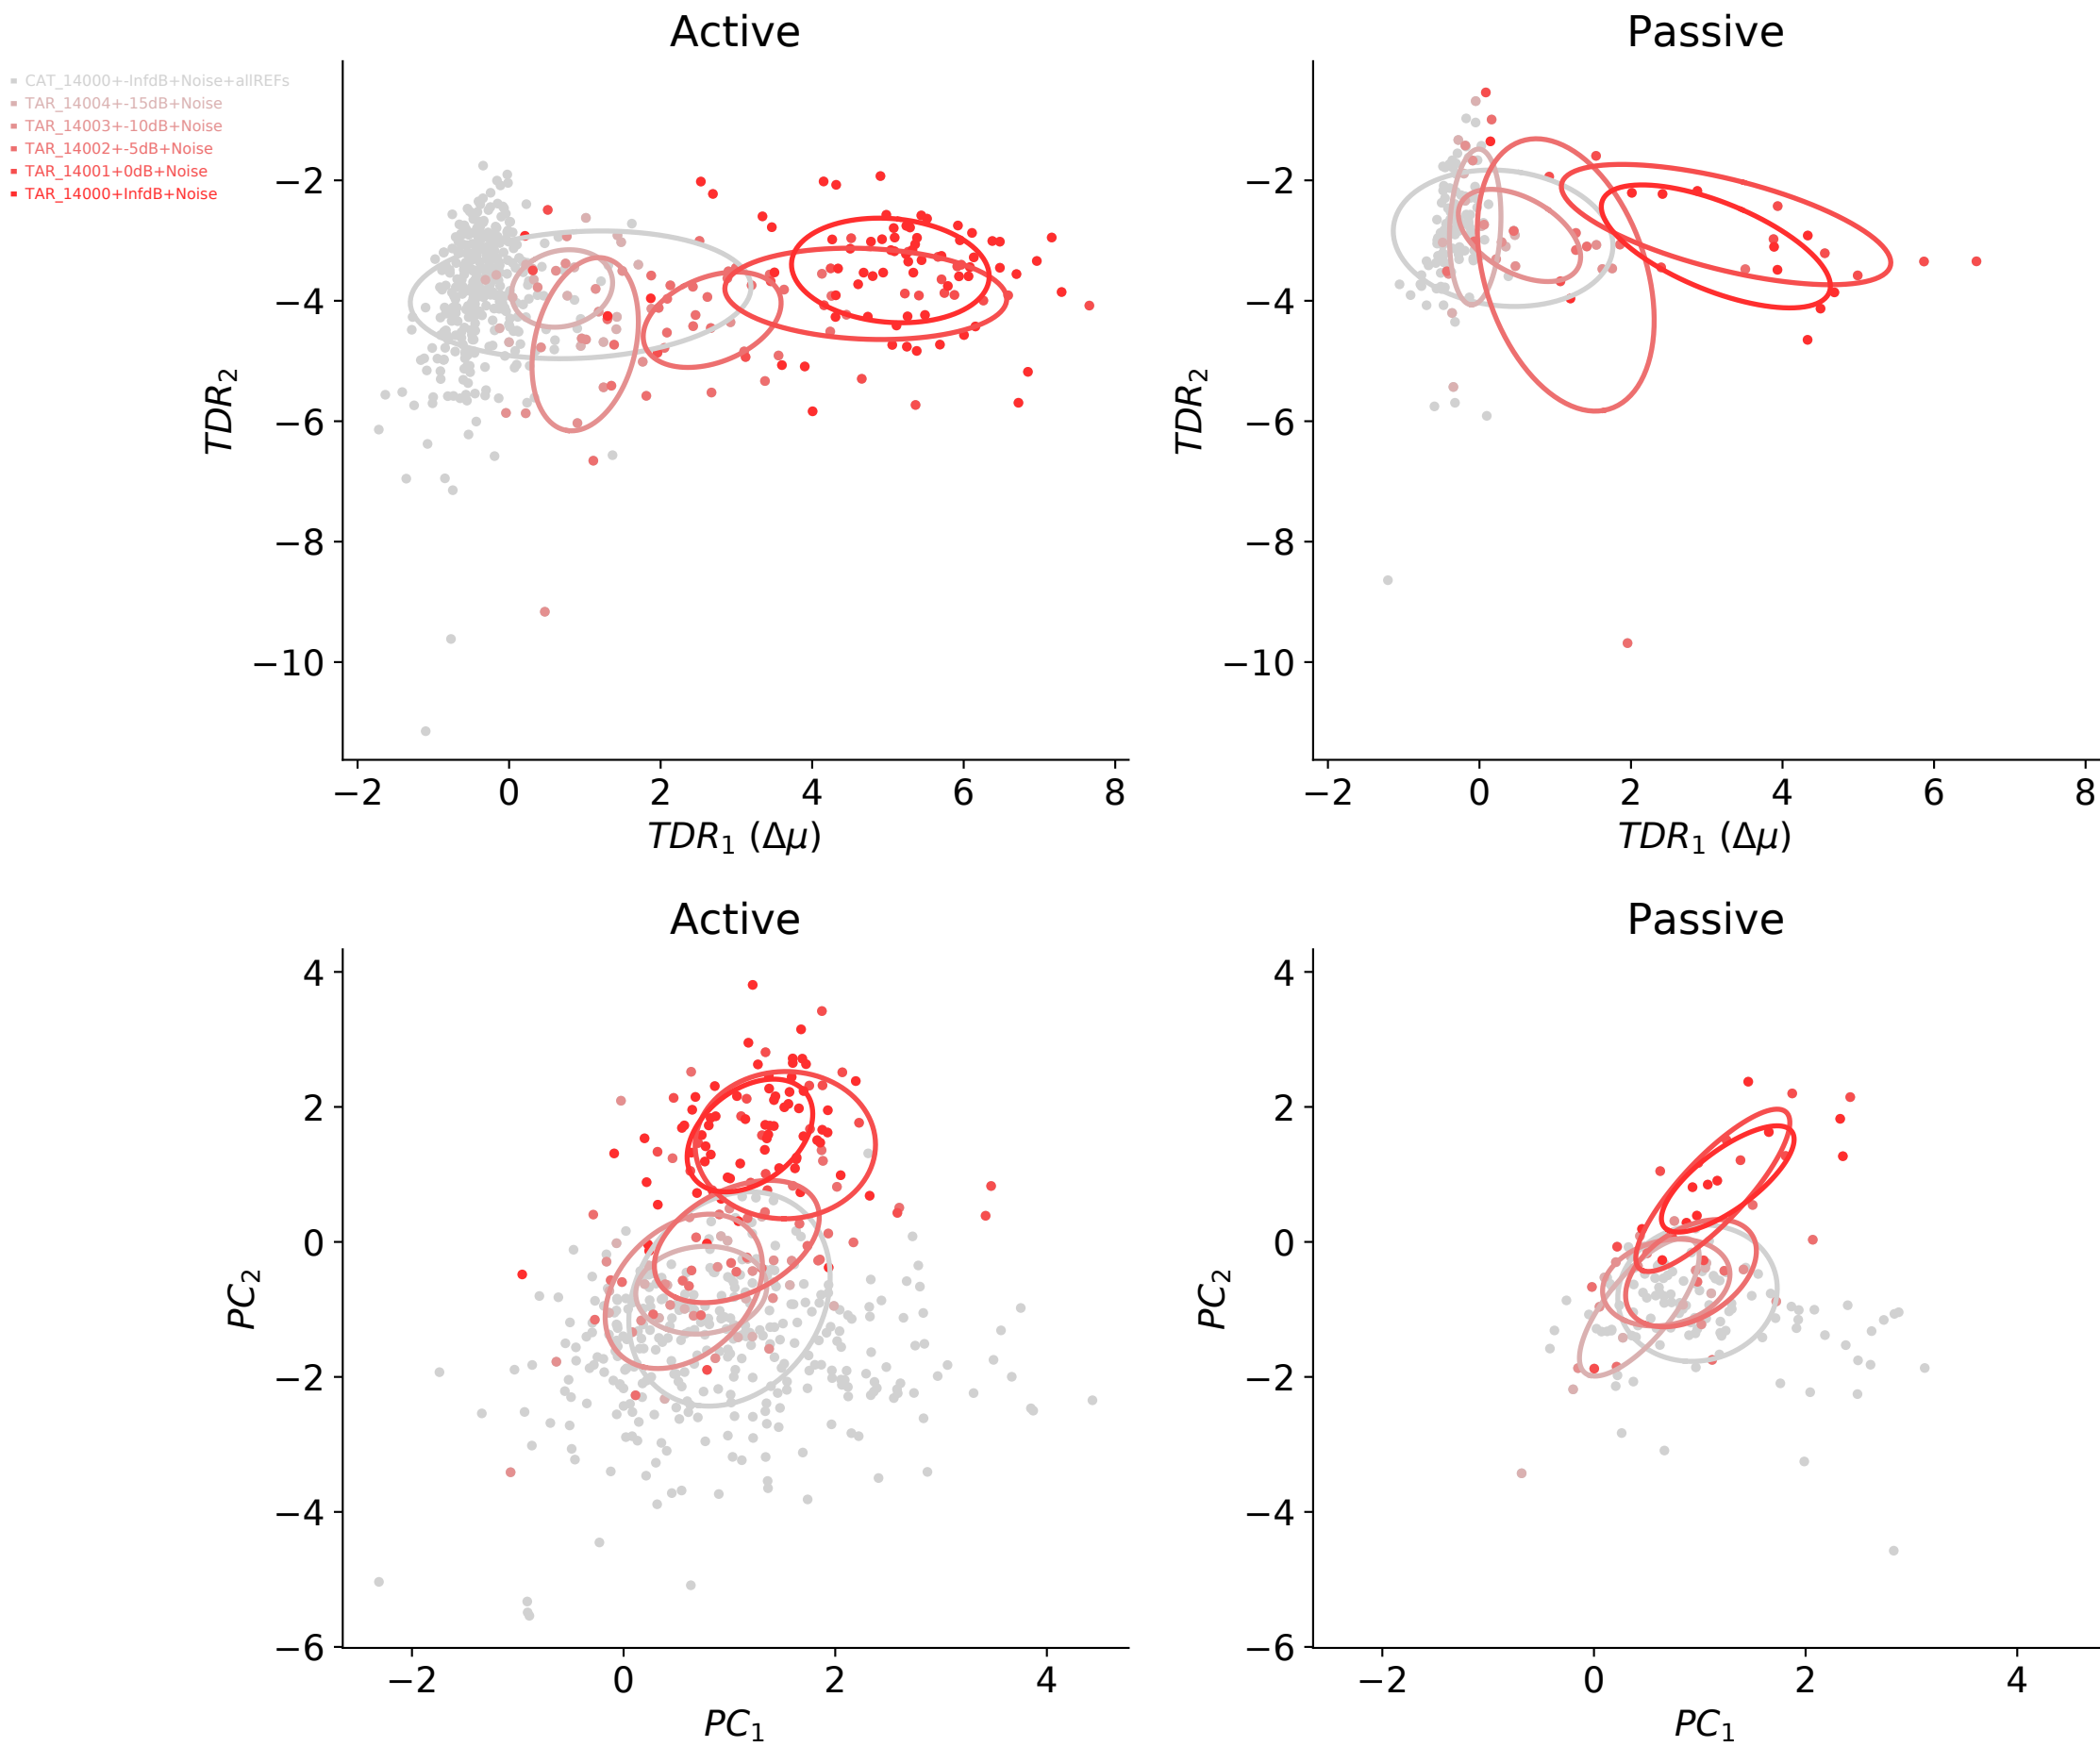 Active
Passive
CAT_14000+-InfdB+Noise+allREFs
TAR_14004+-15dB+Noise
TAR_14003+-10dB+Noise
TAR_14002+-5dB+Noise
TAR_14001+0dB+Noise
TAR_14000+InfdB+Noise
−2
−4
−6
−8
−10
TDR₂
−2 0 2 4 6 8
TDR₁ (Δμ)
−2
−4
−6
−8
−10
TDR₂
−2 0 2 4 6 8
TDR₁ (Δμ)
Active
Passive
4
2
0
−2
−4
−6
PC₂
−2 0 2 4
PC₁
4
2
0
−2
−4
−6
PC₂
−2 0 2 4
PC₁